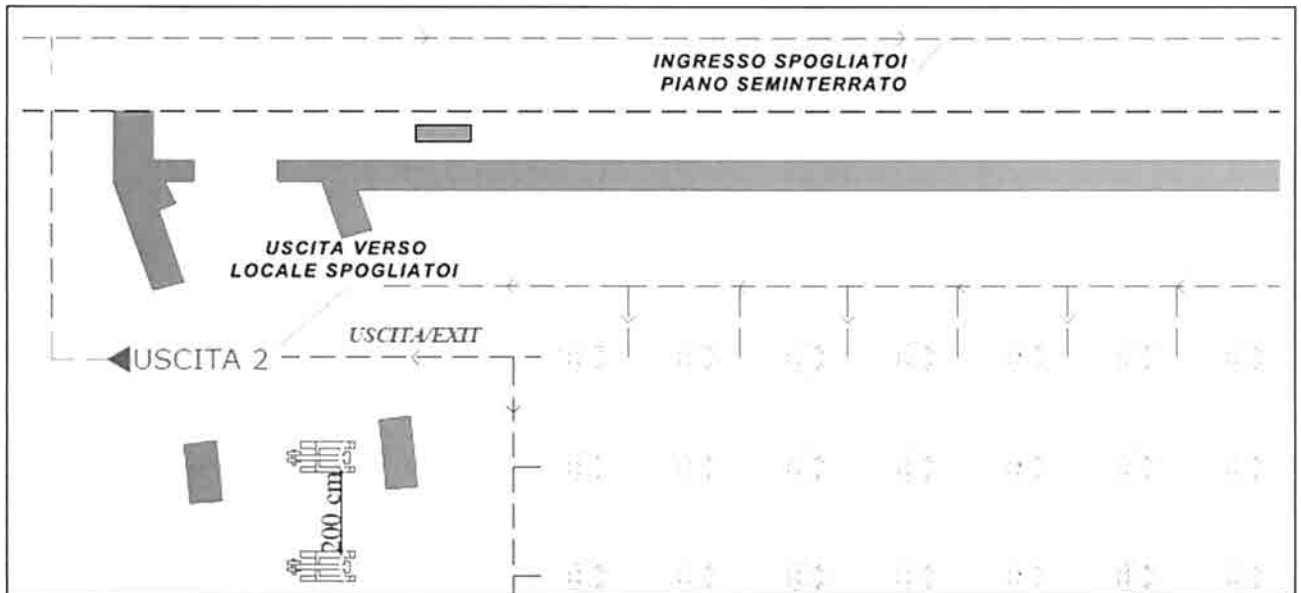 INGRESSO SPOGLIATOI
PIANO SEMINTERRATO
USCITA VERSO
LOCALE SPOGLIATOI
USCITA/EXIT
USCITA 2
200 cm